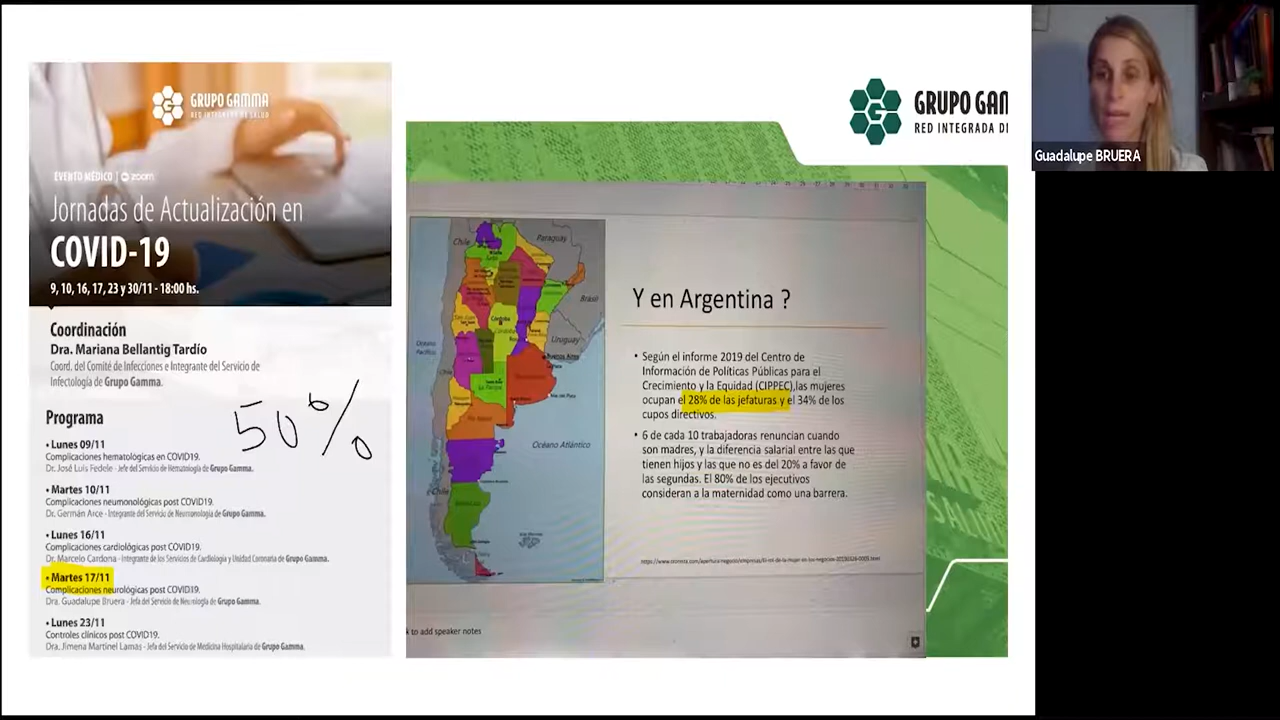 GRUPO GAMMA
RED INTEGRADA DE SALUD
EVENTO MÉDICO | zoom
Jornadas de Actualización en
COVID-19
9, 10, 16, 17, 23 y 30/11 - 18:00 hs.
Coordinación
Dra. Mariana Bellantig Tardío
Coord. del Comité de Infecciones e Integrante del Servicio de
Infectología de Grupo Gamma.
Programa
50%
• Lunes 09/11
Complicaciones hematológicas en COVID19.
Dr. José Luis Fedele - Jefe del Servicio de Hematología de Grupo Gamma.
• Martes 10/11
Complicaciones neumonológicas post COVID19.
Dr. Germán Arce - Integrante del Servicio de Neumonología de Grupo Gamma.
• Lunes 16/11
Complicaciones cardiológicas post COVID19.
Dr. Marcelo Cardona - Integrante de los Servicios de Cardiología y Unidad Coronaria de Grupo Gamma.
• Martes 17/11
Complicaciones neurológicas post COVID19.
Dra. Guadalupe Bruera - Jefa del Servicio de Neurología de Grupo Gamma.
• Lunes 23/11
Controles clínicos post COVID19.
Dra. Jimena Martinel Lamas - Jefa del Servicio de Medicina Hospitalaria de Grupo Gamma.
GRUPO GAN
RED INTEGRADA DI
Chile
Paraguay
Brasil
Uruguay
Buenos Aires
Córdoba
La Pampa
Océano
Pacífico
Océano Atlántico
Chile
Y en Argentina ?
• Según el informe 2019 del Centro de
Información de Políticas Públicas para el
Crecimiento y la Equidad (CIPPEC),las mujeres
ocupan el 28% de las jefaturas y el 34% de los
cupos directivos.
• 6 de cada 10 trabajadoras renuncian cuando
son madres, y la diferencia salarial entre las que
tienen hijos y las que no es del 20% a favor de
las segundas. El 80% de los ejecutivos
consideran a la maternidad como una barrera.
k to add speaker notes
Guadalupe BRUERA